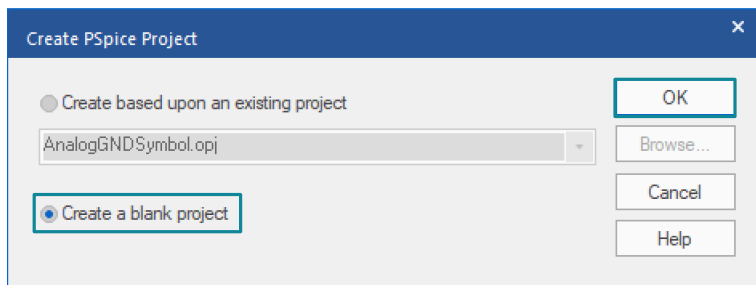 Create PSpice Project
×
Create based upon an existing project
OK
AnalogGNDSymbol.opj
Browse...
Create a blank project
Cancel
Help